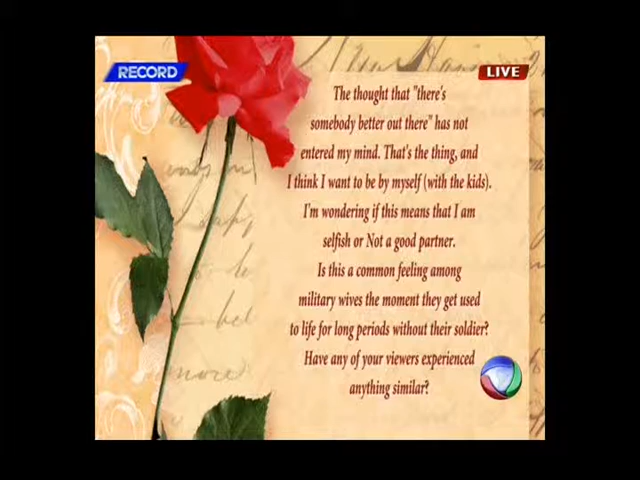 RECORD
LIVE
The thought that "there's
somebody better out there" has not
entered my mind. That's the thing, and
I think I want to be by myself (with the kids).
I'm wondering if this means that I am
selfish or Not a good partner.
Is this a common feeling among
military wives the moment they get used
to life for long periods without their soldier?
Have any of your viewers experienced
anything similar?